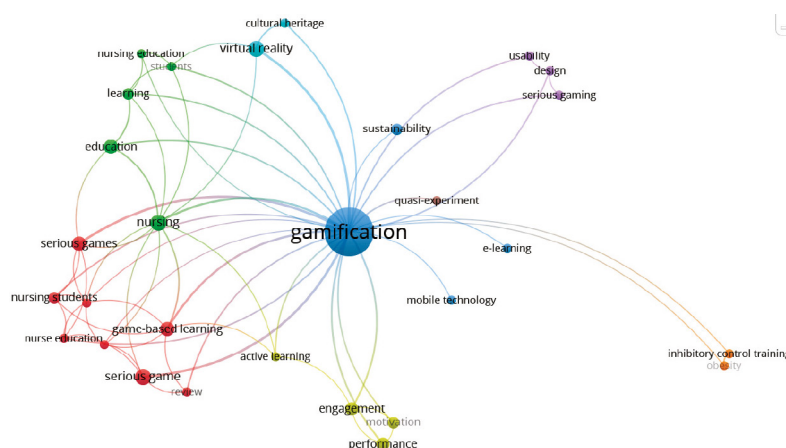 cultural heritage
virtual reality
nursing education
students
usability
design
learning
serious gaming
sustainability
education
quasi-experiment
nursing
gamification
serious games
e-learning
nursing students
mobile technology
game-based learning
nurse education
inhibitory control training
active learning
obesity
serious game
review
engagement
motivation
performance